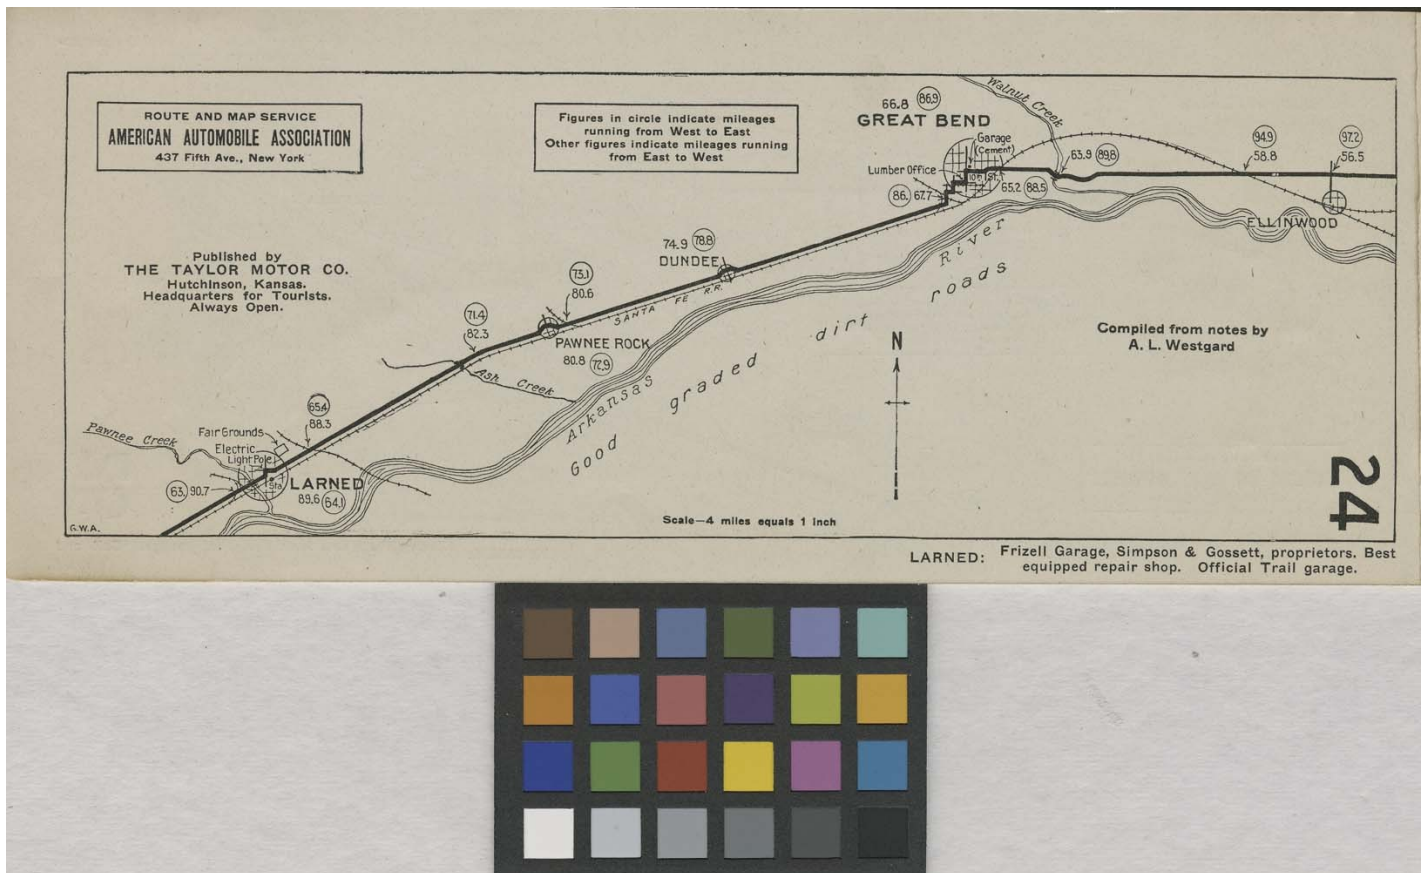 ROUTE AND MAP SERVICE
AMERICAN AUTOMOBILE ASSOCIATION
437 Fifth Ave., New York
Figures in circle indicate mileages
running from West to East
Other figures indicate mileages running
from East to West
66.8 86.9
GREAT BEND
Walnut Creek
Garage
(Cement)
Lumber Office
10th St.
63.9 89.8
65.2 88.5
86. 67.7
94.9
58.8
97.2
56.5
ELLINWOOD
Published by
THE TAYLOR MOTOR CO.
Hutchinson, Kansas.
Headquarters for Tourists.
Always Open.
74.9 78.8
DUNDEE
73.1
80.6
SANTA FE R.R.
71.4
82.3
PAWNEE ROCK
80.8 72.9
Ash Creek
Arkansas River
Good graded dirt roads
N
Compiled from notes by
A. L. Westgard
65.4
88.3
Pawnee Creek
Fair Grounds
Electric
Light Pole
Sta.
LARNED
89.6 64.1
63. 90.7
G.W.A.
Scale—4 miles equals 1 inch
24
LARNED: Frizell Garage, Simpson & Gossett, proprietors. Best
equipped repair shop. Official Trail garage.